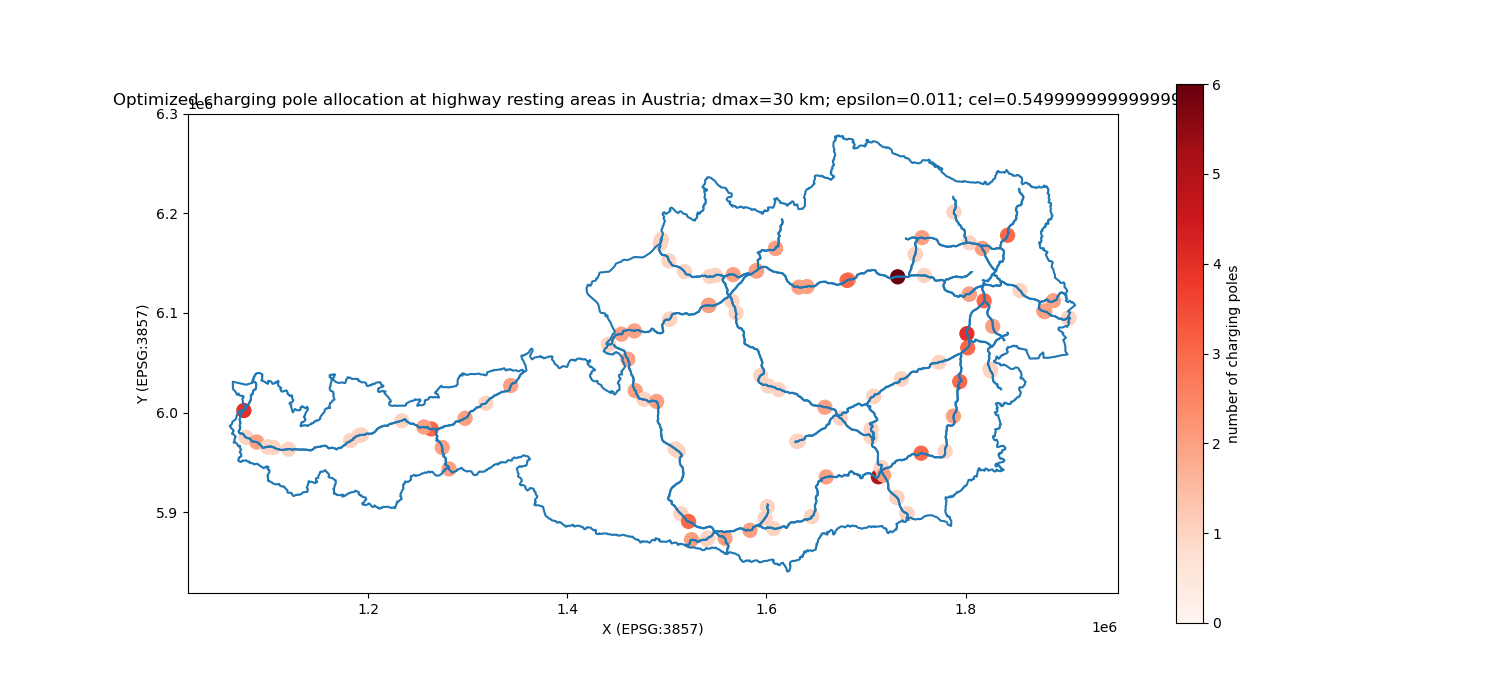 Optimized charging pole allocation at highway resting areas in Austria; dmax=30 km; epsilon=0.011; cel=0.5499999999999999
1e6
6.3
6.2
6.1
6.0
5.9
Y (EPSG:3857)
1.2
1.4
1.6
1.8
X (EPSG:3857)
1e6
6
5
4
3
2
1
0
number of charging poles